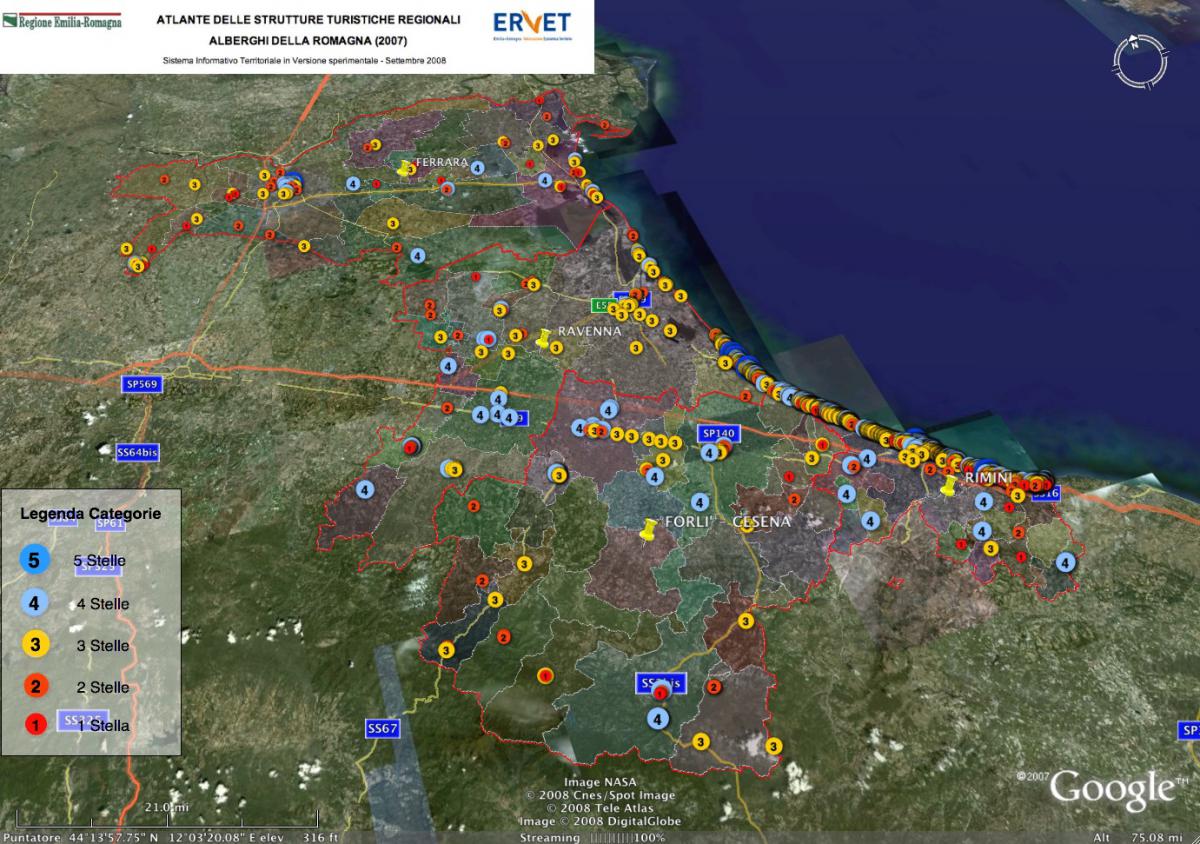 Regione Emilia-Romagna
ATLANTE DELLE STRUTTURE TURISTICHE REGIONALI
ERVET
ALBERGHI DELLA ROMAGNA (2007)
Sistema Informativo Territoriale in Versione sperimentale - Settembre 2008
N
FERRARA
RAVENNA
SP569
SP140
SS64bis
RIMINI
SS16
FORLI'
CESENA
Legenda Categorie
SP61
5 5 Stelle
4 4 Stelle
3 3 Stelle
2 2 Stelle
1 1 Stella
SS67
Image NASA
© 2008 Cnes/Spot Image
© 2008 Tele Atlas
Image © 2008 DigitalGlobe
©2007 Google™
21.0 mi
Puntatore 44°13'57.75" N 12°03'20.08" E elev 316 ft
Streaming 100%
Alt 75.08 mi